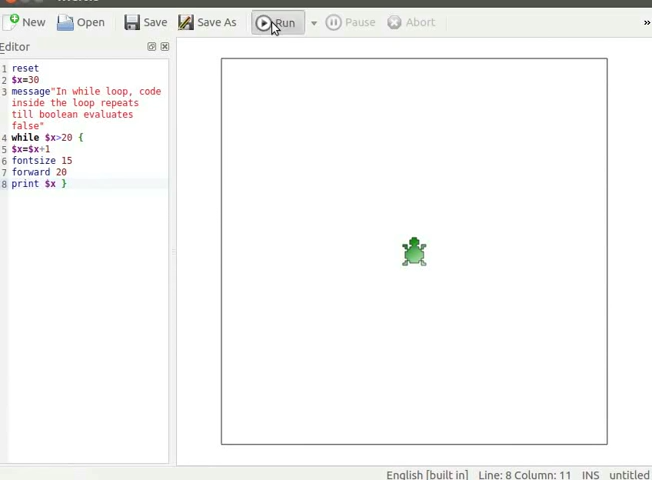 New Open Save Save As Run Pause Abort »
Editor
1 reset
2 $x=30
3 message"In while loop, code
inside the loop repeats
till boolean evaluates
false"
4 while $x>20 {
5 $x=$x+1
6 fontsize 15
7 forward 20
8 print $x }
English [built in] Line: 8 Column: 11 INS untitled